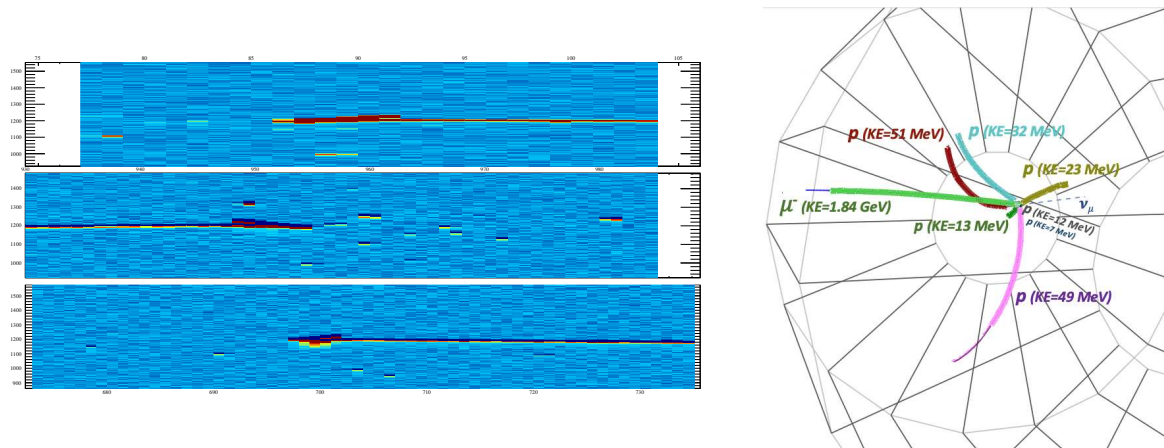 75 80 85 90 95 100 105
1500
1400
1300
1200
1100
1000
930 940 950 960 970 980
1400
1300
1200
1100
1000
1500
1400
1300
1200
1100
1000
900
680 690 700 710 720 730
p (KE=51 MeV)
p (KE=32 MeV)
p (KE=23 MeV)
μ⁻ (KE=1.84 GeV)
ν_μ
p (KE=12 MeV)
p (KE=7 MeV)
p (KE=13 MeV)
p (KE=49 MeV)